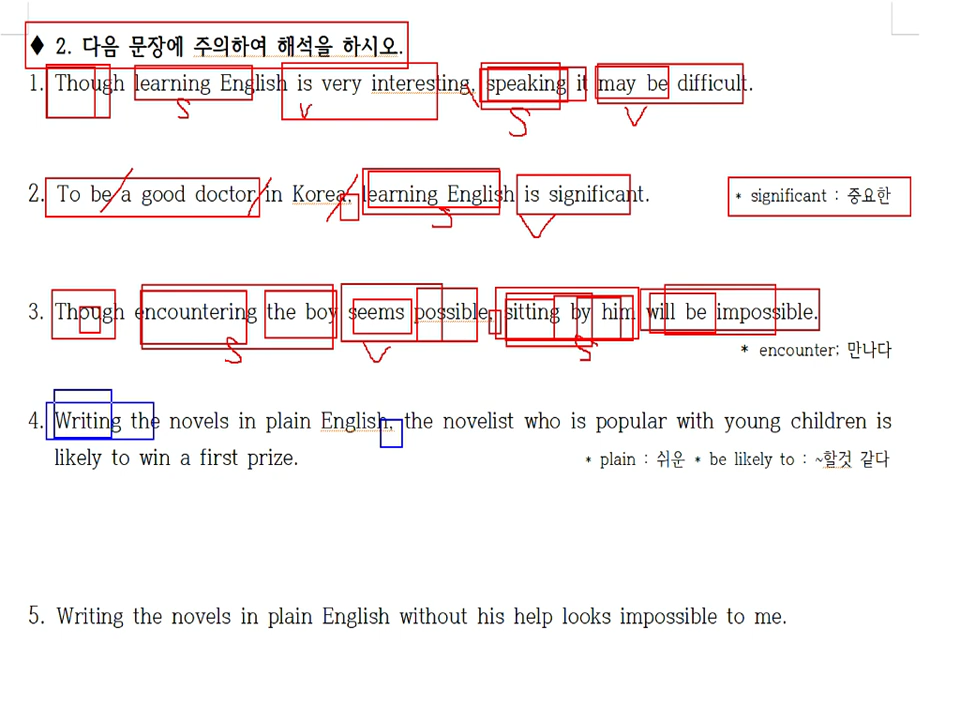 ◆ 2. 다음 문장에 주의하여 해석을 하시오.
1. Though learning English is very interesting, speaking it may be difficult.
S V S V
2. To be a good doctor in Korea, learning English is significant. * significant : 중요한
S V
3. Though encountering the boy seems possible, sitting by him will be impossible.
S V S
* encounter; 만나다
4. Writing the novels in plain English, the novelist who is popular with young children is
likely to win a first prize. * plain : 쉬운 * be likely to : ~할것 같다
5. Writing the novels in plain English without his help looks impossible to me.